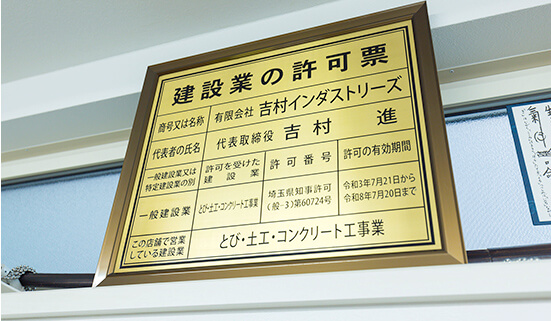 建設業の許可票
商号又は名称 有限会社 吉村インダストリーズ
代表者の氏名 代表取締役 吉村 進
一般建設業又は
特定建設業の別
許可を受けた
建設業
許可番号 許可の有効期間
一般建設業 とび・土工・コンクリート工事業
埼玉県知事許可
(般-3)第60724号
令和3年7月21日から
令和8年7月20日まで
この店舗で営業
している建設業
とび・土工・コンクリート工事業